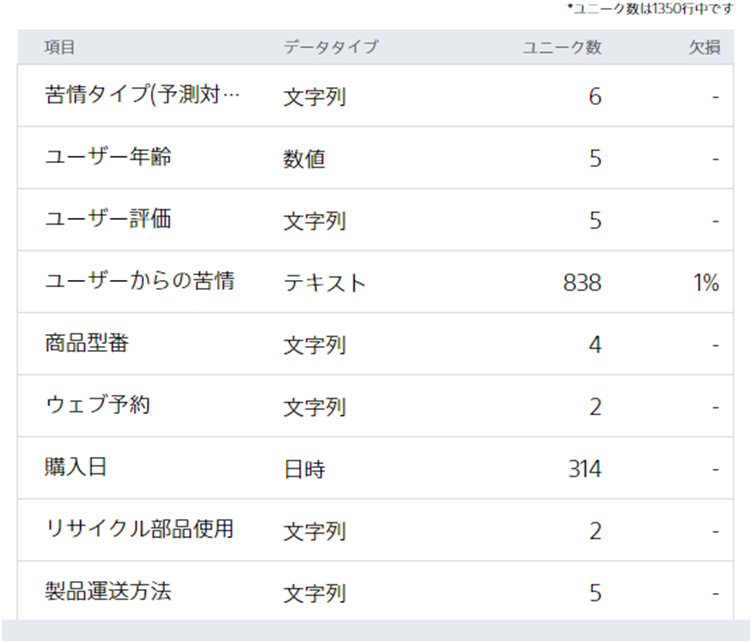 *ユニーク数は1350行中です
項目 データタイプ ユニーク数 欠損
苦情タイプ(予測対… 文字列 6 -
ユーザー年齢 数値 5 -
ユーザー評価 文字列 5 -
ユーザーからの苦情 テキスト 838 1%
商品型番 文字列 4 -
ウェブ予約 文字列 2 -
購入日 日時 314 -
リサイクル部品使用 文字列 2 -
製品運送方法 文字列 5 -